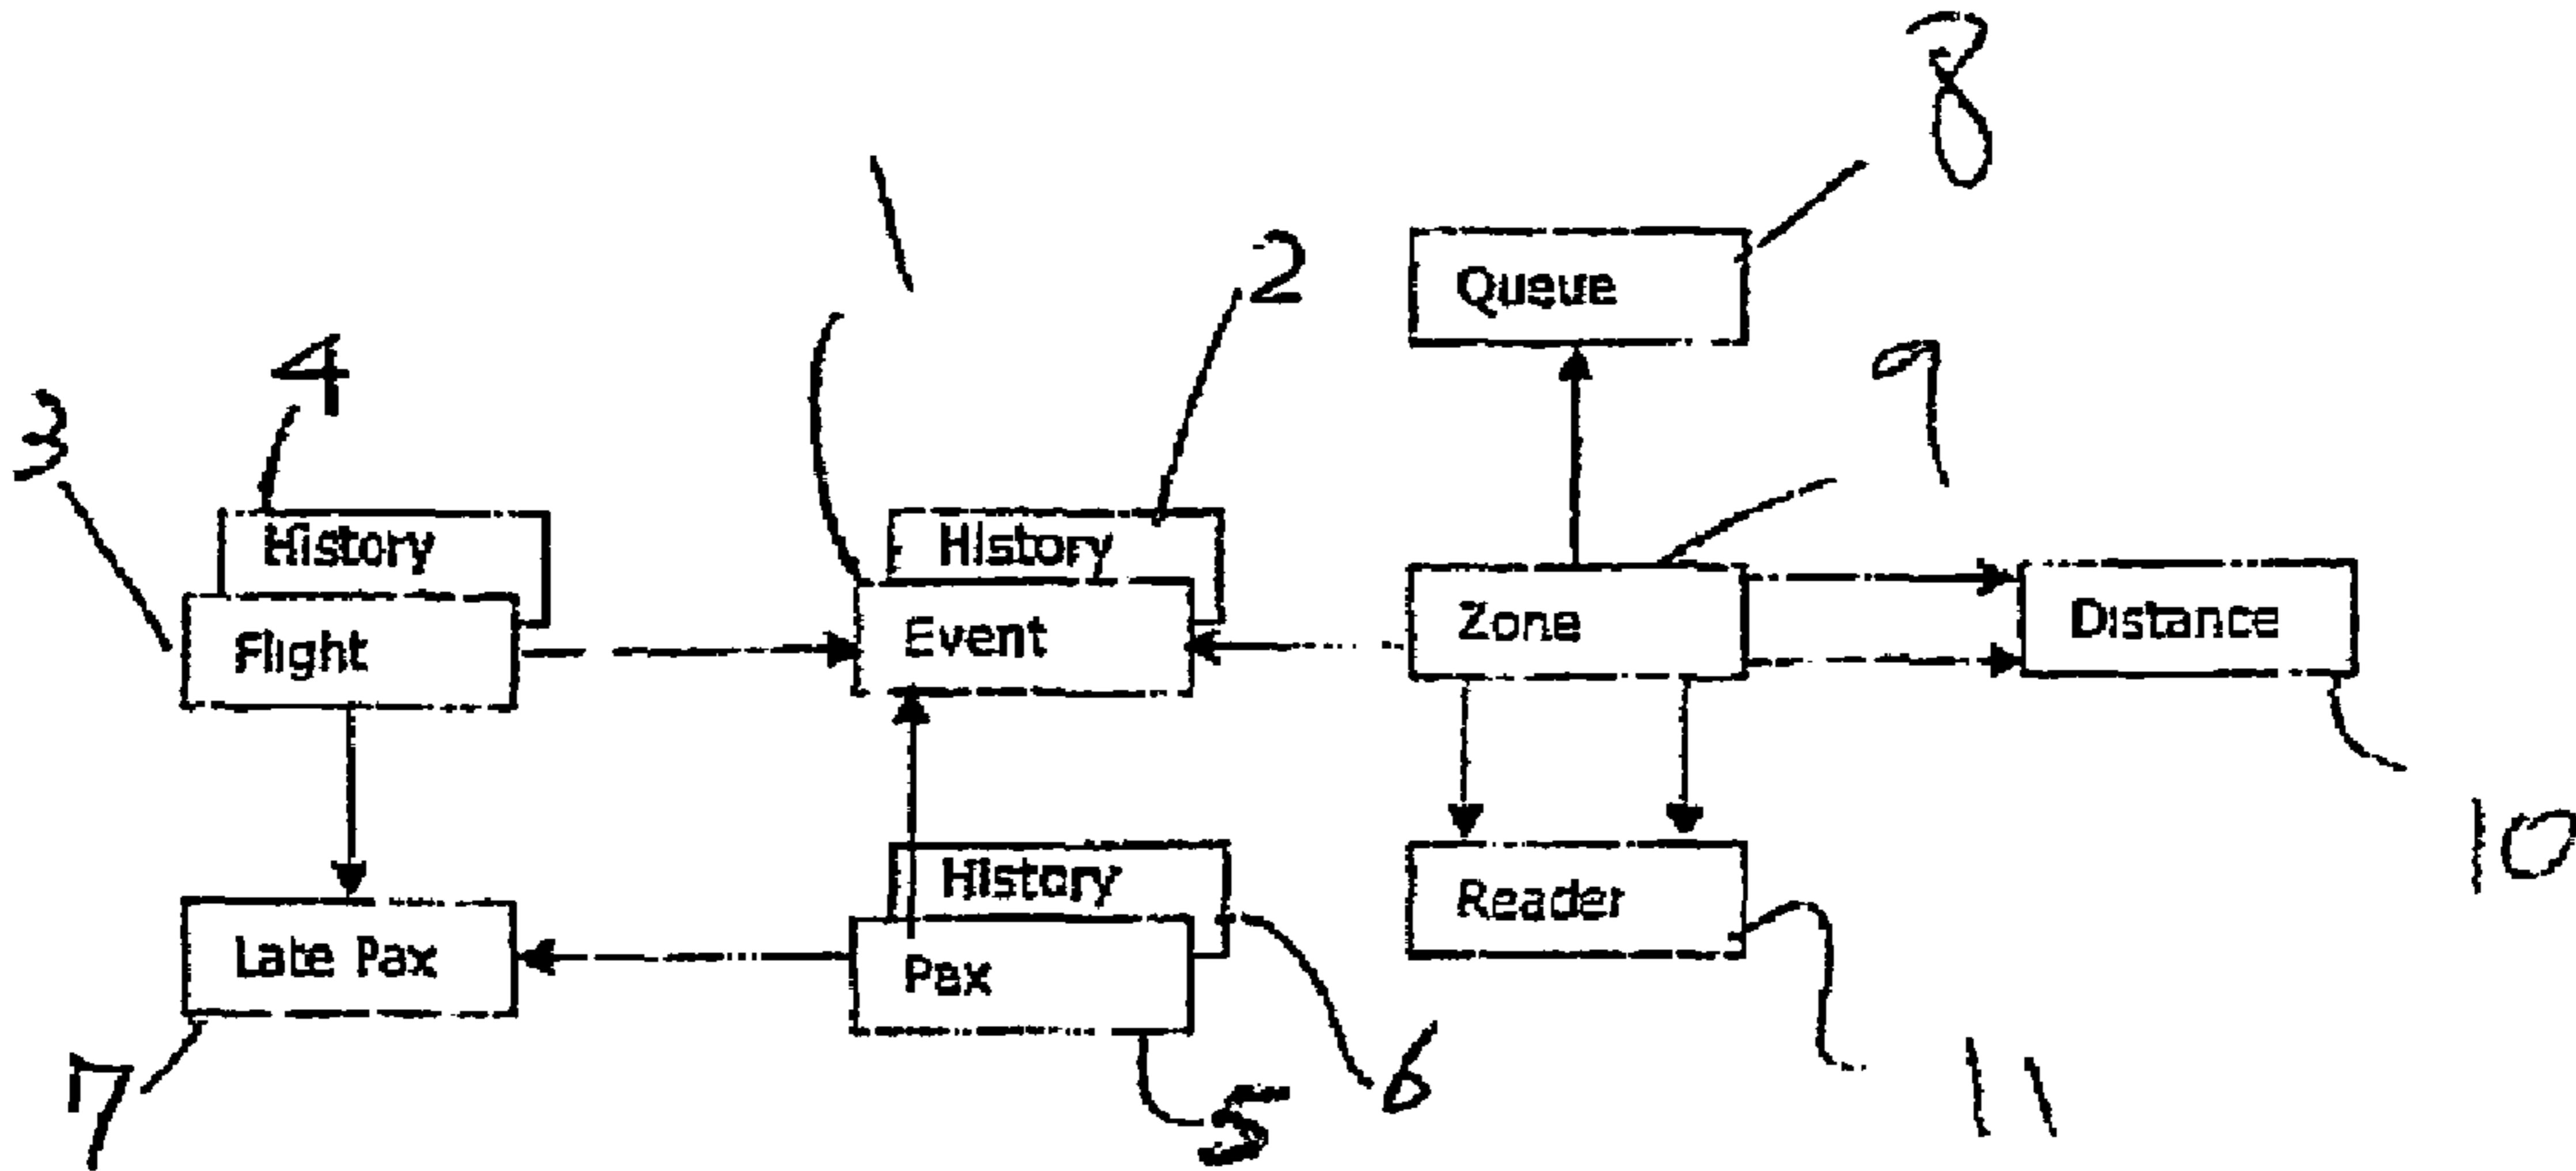 8
1
2
Queue
4
9
3
History
History
Flight
Event
Zone
Distance
10
History
Reader
Late Pax
Pax
7
5
6
11